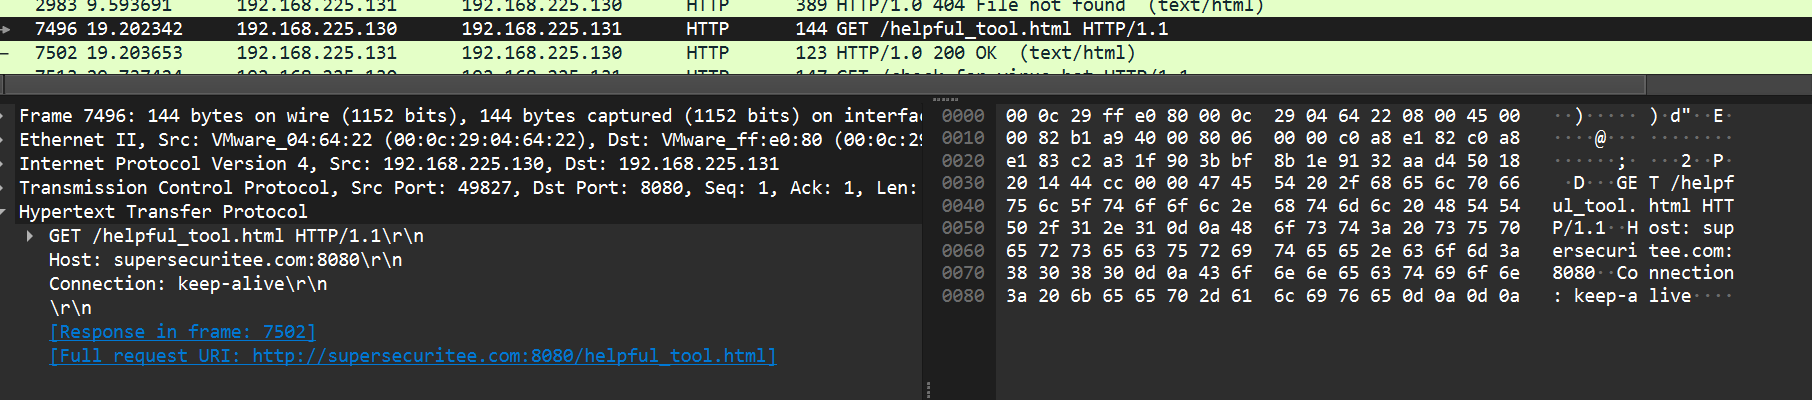 2983 9.593691 192.168.225.131 192.168.225.130 HTTP 389 HTTP/1.0 404 File not found (text/html)
7496 19.202342 192.168.225.130 192.168.225.131 HTTP 144 GET /helpful_tool.html HTTP/1.1
7502 19.203653 192.168.225.131 192.168.225.130 HTTP 123 HTTP/1.0 200 OK (text/html)
Frame 7496: 144 bytes on wire (1152 bits), 144 bytes captured (1152 bits) on interfac
Ethernet II, Src: VMware_04:64:22 (00:0c:29:04:64:22), Dst: VMware_ff:e0:80 (00:0c:29
Internet Protocol Version 4, Src: 192.168.225.130, Dst: 192.168.225.131
Transmission Control Protocol, Src Port: 49827, Dst Port: 8080, Seq: 1, Ack: 1, Len:
Hypertext Transfer Protocol
GET /helpful_tool.html HTTP/1.1\r\n
Host: supersecuritee.com:8080\r\n
Connection: keep-alive\r\n
\r\n
[Response in frame: 7502]
[Full request URI: http://supersecuritee.com:8080/helpful_tool.html]
0000 00 0c 29 ff e0 80 00 0c 29 04 64 22 08 00 45 00 ··)·····)·d"··E·
0010 00 82 b1 a9 40 00 80 06 00 00 c0 a8 e1 82 c0 a8 ····@···········
0020 e1 83 c2 a3 1f 90 3b bf 8b 1e 91 32 aa d4 50 18 ······;····2··P·
0030 20 14 44 cc 00 00 47 45 54 20 2f 68 65 6c 70 66 ·D···GET /helpf
0040 75 6c 5f 74 6f 6f 6c 2e 68 74 6d 6c 20 48 54 54 ul_tool.html HTT
0050 50 2f 31 2e 31 0d 0a 48 6f 73 74 3a 20 73 75 70 P/1.1··Host: sup
0060 65 72 73 65 63 75 72 69 74 65 65 2e 63 6f 6d 3a ersecuritee.com:
0070 38 30 38 30 0d 0a 43 6f 6e 6e 65 63 74 69 6f 6e 8080··Connection
0080 3a 20 6b 65 65 70 2d 61 6c 69 76 65 0d 0a 0d 0a : keep-alive····